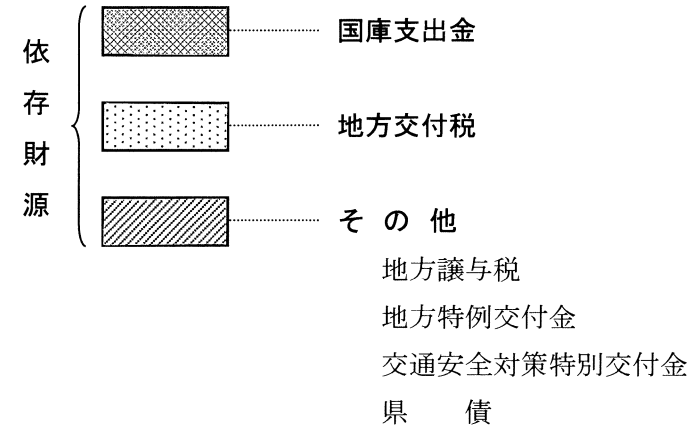 依存財源
国庫支出金
地方交付税
その他
地方譲与税
地方特例交付金
交通安全対策特別交付金
県　　債